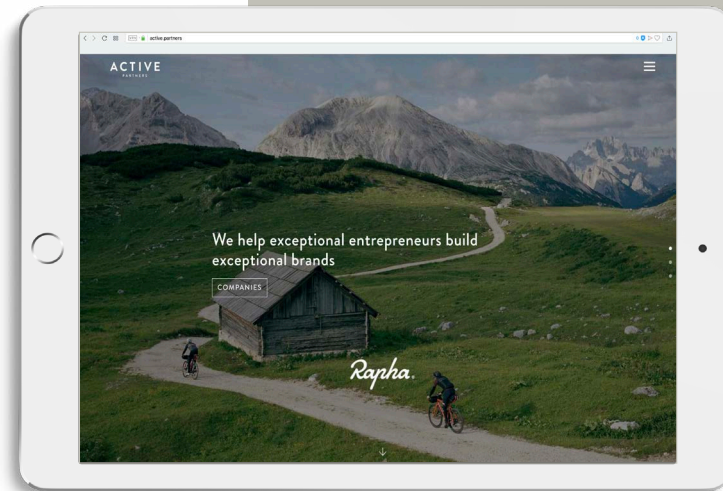 active.partners
ACTIVE
PARTNERS
We help exceptional entrepreneurs build
exceptional brands
COMPANIES
Rapha.